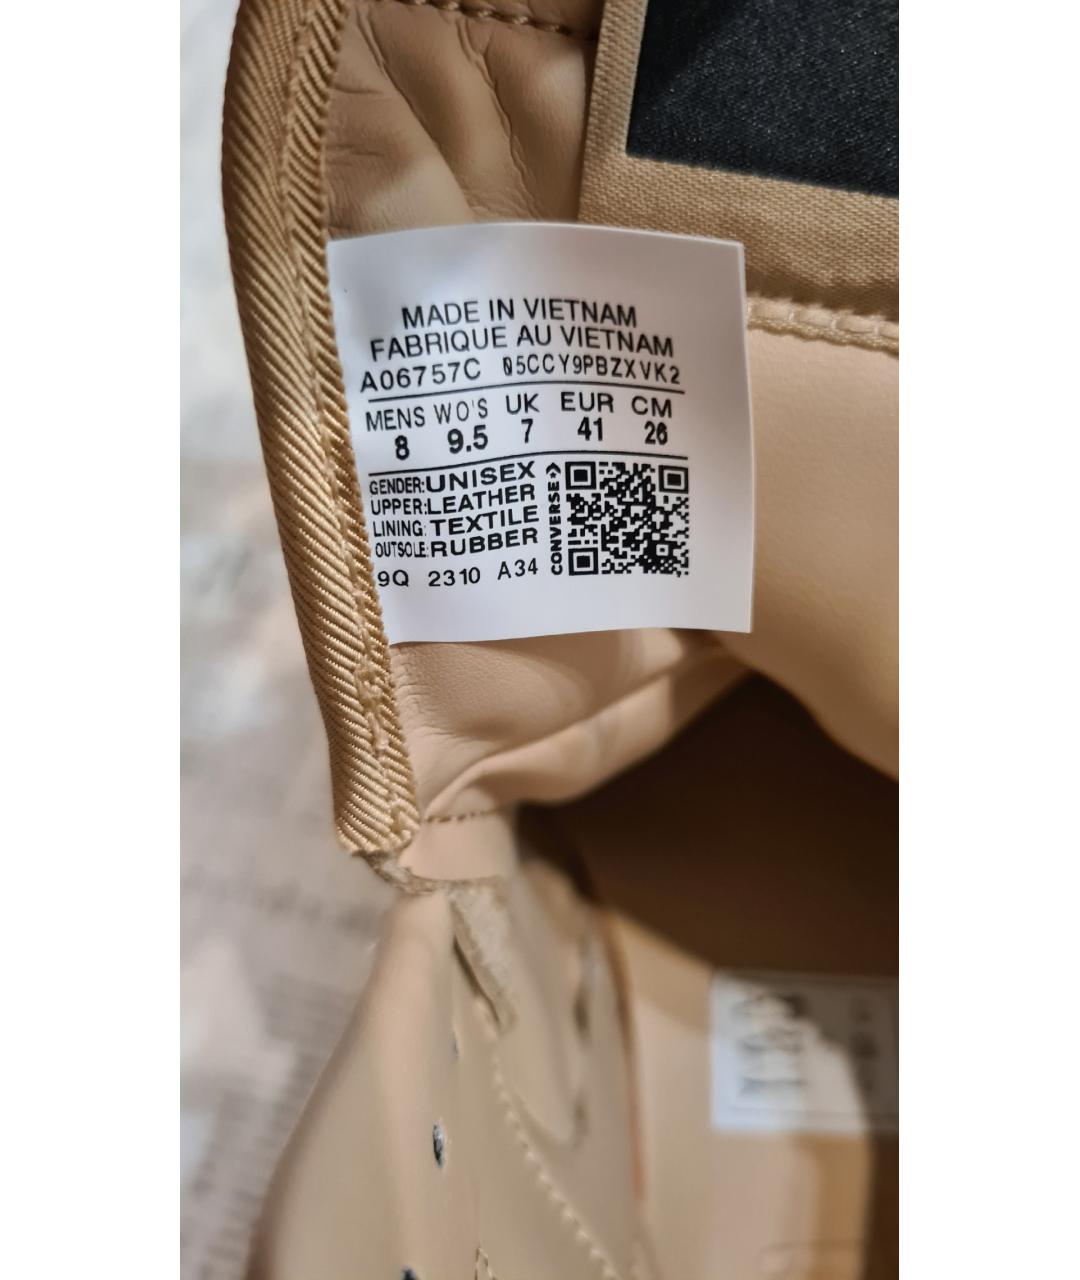 MADE IN VIETNAM
FABRIQUE AU VIETNAM
A06757C 05CCY9PBZXVK2
MENS WO'S UK EUR CM
8 9.5 7 41 26
GENDER:UNISEX
UPPER:LEATHER
LINING:TEXTILE
OUTSOLE:RUBBER
CONVERSE
9Q 2310 A34